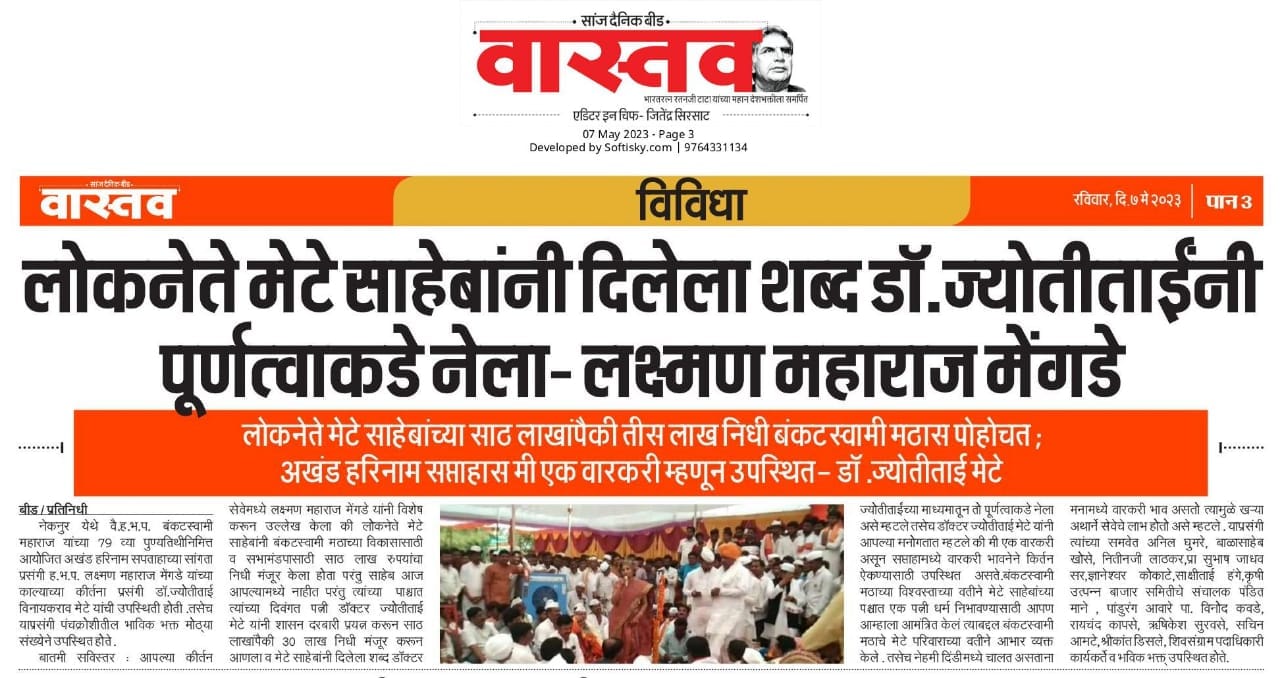 सांज दैनिक बीड
वास्तव
भारतरत्न रतनजी टाटा यांच्या महान देशभक्तीला समर्पित
एडिटर इन चिफ- जितेंद्र सिरसाट
07 May 2023 - Page 3
Developed by Softisky.com | 9764331134
सांज दैनिक बीड
वास्तव
विविधा
रविवार, दि.७ मे २०२३
पान 3
लोकनेते मेटे साहेबांनी दिलेला शब्द डॉ.ज्योतीताईंनी
पूर्णत्वाकडे नेला- लक्ष्मण महाराज मेंगडे
लोकनेते मेटे साहेबांच्या साठ लाखांपैकी तीस लाख निधी बंकटस्वामी मठास पोहोचत ;
अखंड हरिनाम सप्ताहास मी एक वारकरी म्हणून उपस्थित- डॉ .ज्योतीताई मेटे
बीड / प्रतिनिधी
नेकनुर येथे वै.ह.भ.प. बंकटस्वामी
महाराज यांच्या 79 व्या पुण्यतिथीनिमित्त
आयोजित अखंड हरिनाम सपताहाच्या सांगता
प्रसंगी ह.भ.प. लक्ष्मण महाराज मेंगडे यांच्या
काल्याच्या कीर्तना प्रसंगी डॉ.ज्योतीताई
विनायकराव मेटे यांची उपस्थिती होती .तसेच
याप्रसंगी पंचक्रोशीतील भाविक भक्त मोठ्या
संख्येने उपस्थित होते.
बातमी सविस्तर : आपल्या कीर्तन
सेवेमध्ये लक्ष्मण महाराज मेंगडे यांनी विशेष
करून उल्लेख केला की लोकनेते मेटे
साहेबांनी बंकटस्वामी मठाच्या विकासासाठी
व सभामंडपासाठी साठ लाख रुपयांचा
निधी मंजूर केला होता परंतु साहेब आज
आपल्यामध्ये नाहीत परंतु त्यांच्या पाश्चात
त्यांच्या दिवंगत पत्नी डॉक्टर ज्योतीताई
मेटे यांनी शासन दरबारी प्रयत्न करून साठ
लाखांपैकी 30 लाख निधी मंजूर करून
आणला व मेटे साहेबांनी दिलेला शब्द डॉक्टर
ज्योतीताईंच्या माध्यमातून तो पूर्णत्वाकडे नेला
असे म्हटले तसेच डॉक्टर ज्योतीताई मेटे यांनी
आपल्या मनोगतात म्हटले की मी एक वारकरी
असून सप्ताहामध्ये वारकरी भावनेने किर्तन
ऐकण्यासाठी उपस्थित असते.बंकटस्वामी
मठाच्या विश्वस्ताच्या वतीने मेटे साहेबांच्या
पश्चात एक पत्नी धर्म निभावण्यासाठी आपण
आम्हाला आमंत्रित केलं त्याबद्दल बंकटस्वामी
मठाचे मेटे परिवाराच्या वतीने आभार व्यक्त
केले . तसेच नेहमी दिंडीमध्ये चालत असताना
मनामध्ये वारकरी भाव असतो त्यामुळे खऱ्या
अर्थाने सेवेचे लाभ होतो असे म्हटले . याप्रसंगी
त्यांच्या समवेत अनिल घुमरे, बाळासाहेब
खोसे, नितीनजी लाठकर,प्रा सुभाष जाधव
सर,ज्ञानेश्वर कोकाटे,साक्षीताई हंगे,कृषी
उत्पन्न बाजार समितीचे संचालक पंडित
माने , पांडुरंग आवारे पा. विनोद कवडे,
रायचंद कापसे, ऋषिकेश सुरवसे, सचिन
आमटे,श्रीकांत डिसले, शिवसंग्राम पदाधिकारी
कार्यकर्ते व भविक भक्त् उपस्थित होते.